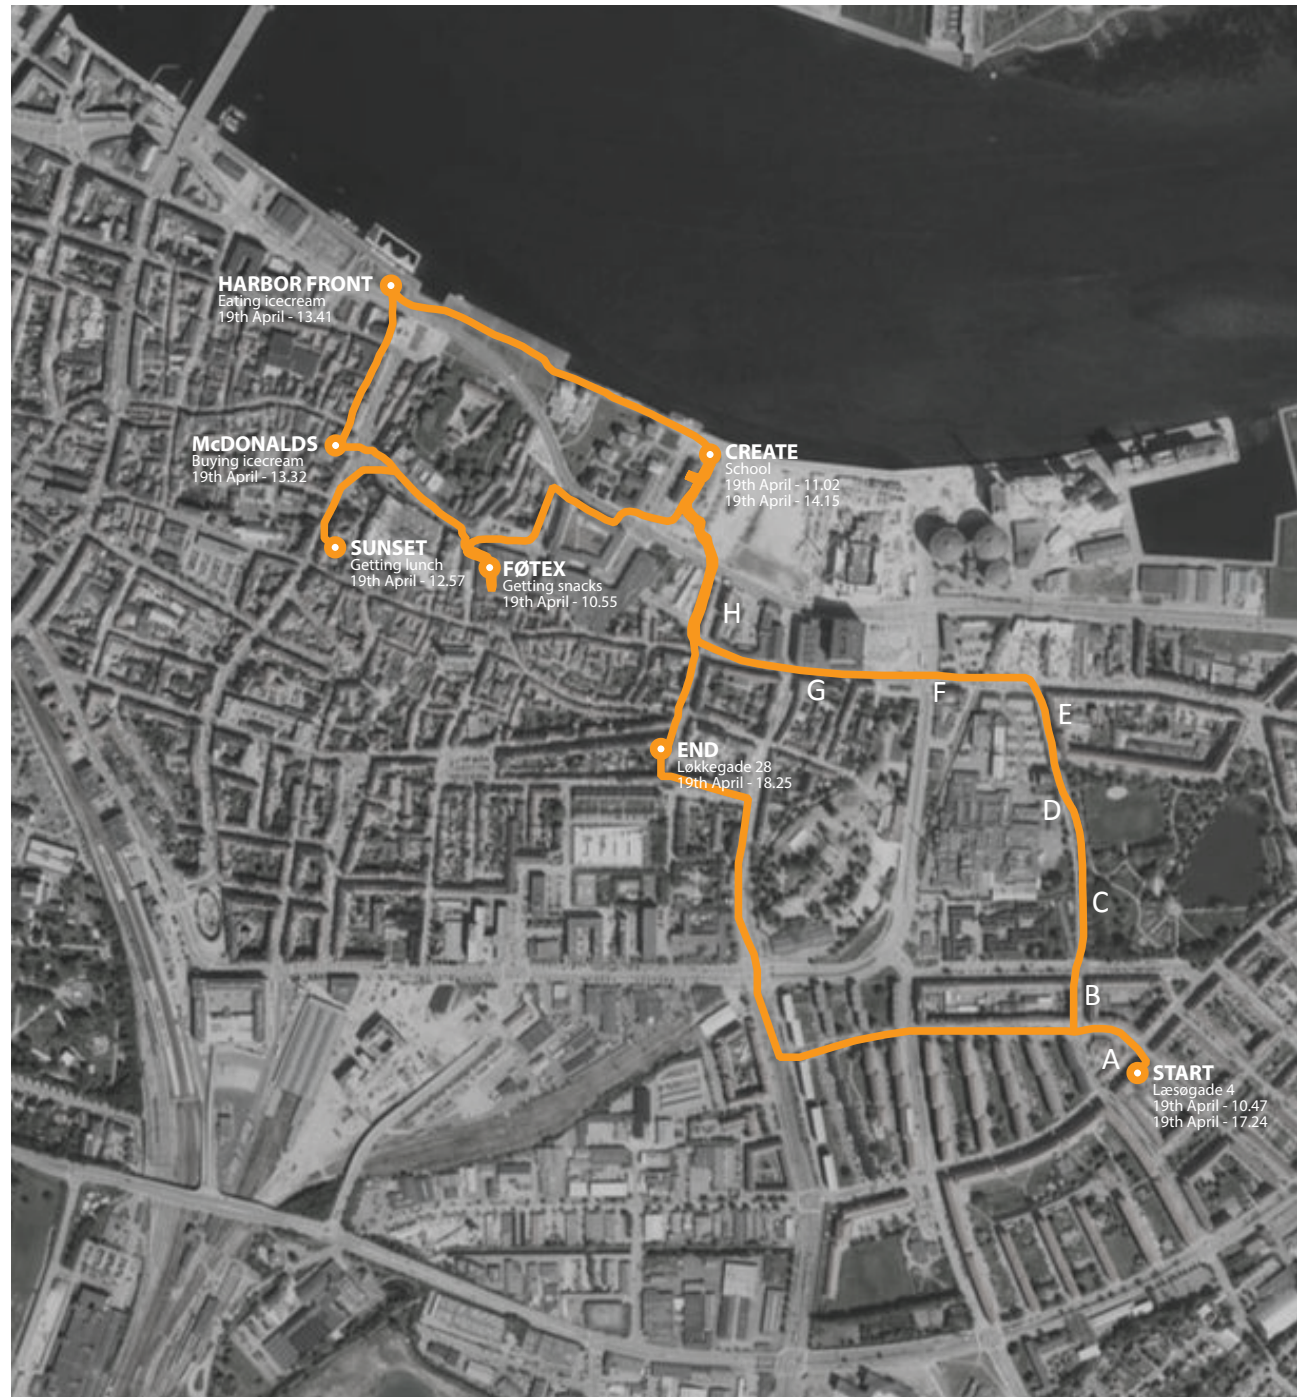 HARBOR FRONT
Eating icecream
19th April - 13.41
McDONALDS
Buying icecream
19th April - 13.32
CREATE
School
19th April - 11.02
19th April - 14.15
SUNSET
Getting lunch
19th April - 12.57
FØTEX
Getting snacks
19th April - 10.55
H
G
F
E
END
Løkkegade 28
19th April - 18.25
D
C
B
A
START
Læsøgade 4
19th April - 10.47
19th April - 17.24